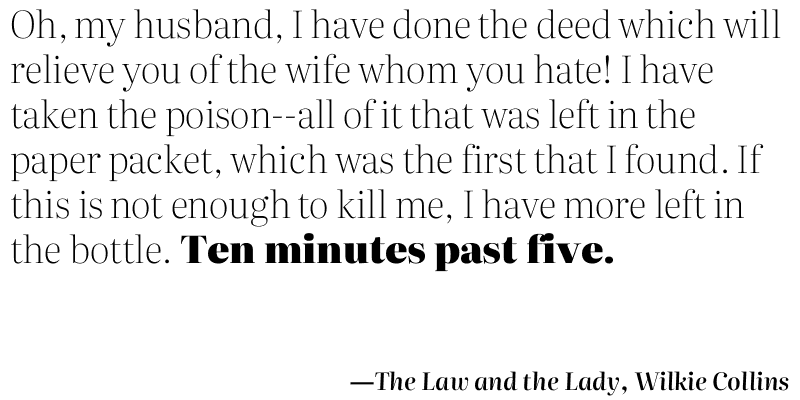 Oh, my husband, I have done the deed which will
relieve you of the wife whom you hate! I have
taken the poison--all of it that was left in the
paper packet, which was the first that I found. If
this is not enough to kill me, I have more left in
the bottle. Ten minutes past five.
—The Law and the Lady, Wilkie Collins